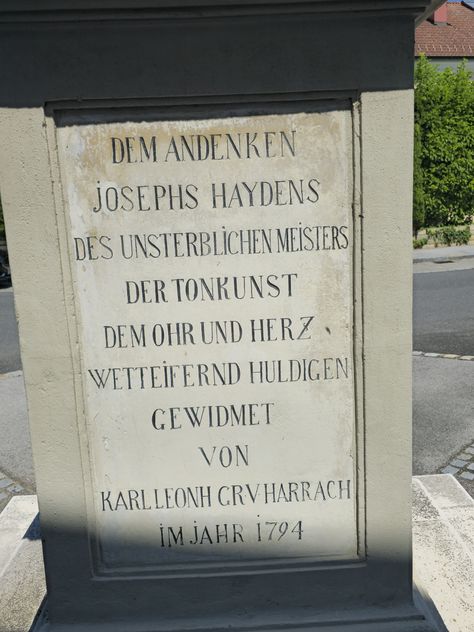 DEM ANDENKEN
JOSEPHS HAYDENS
DES UNSTERBLICHEN MEISTERS
DER TONKUNST
DEM OHR UND HERZ
WETTEIFERND HULDIGEN
GEWIDMET
VON
KARL LEONH GRV HARRACH
IM JAHR 1794